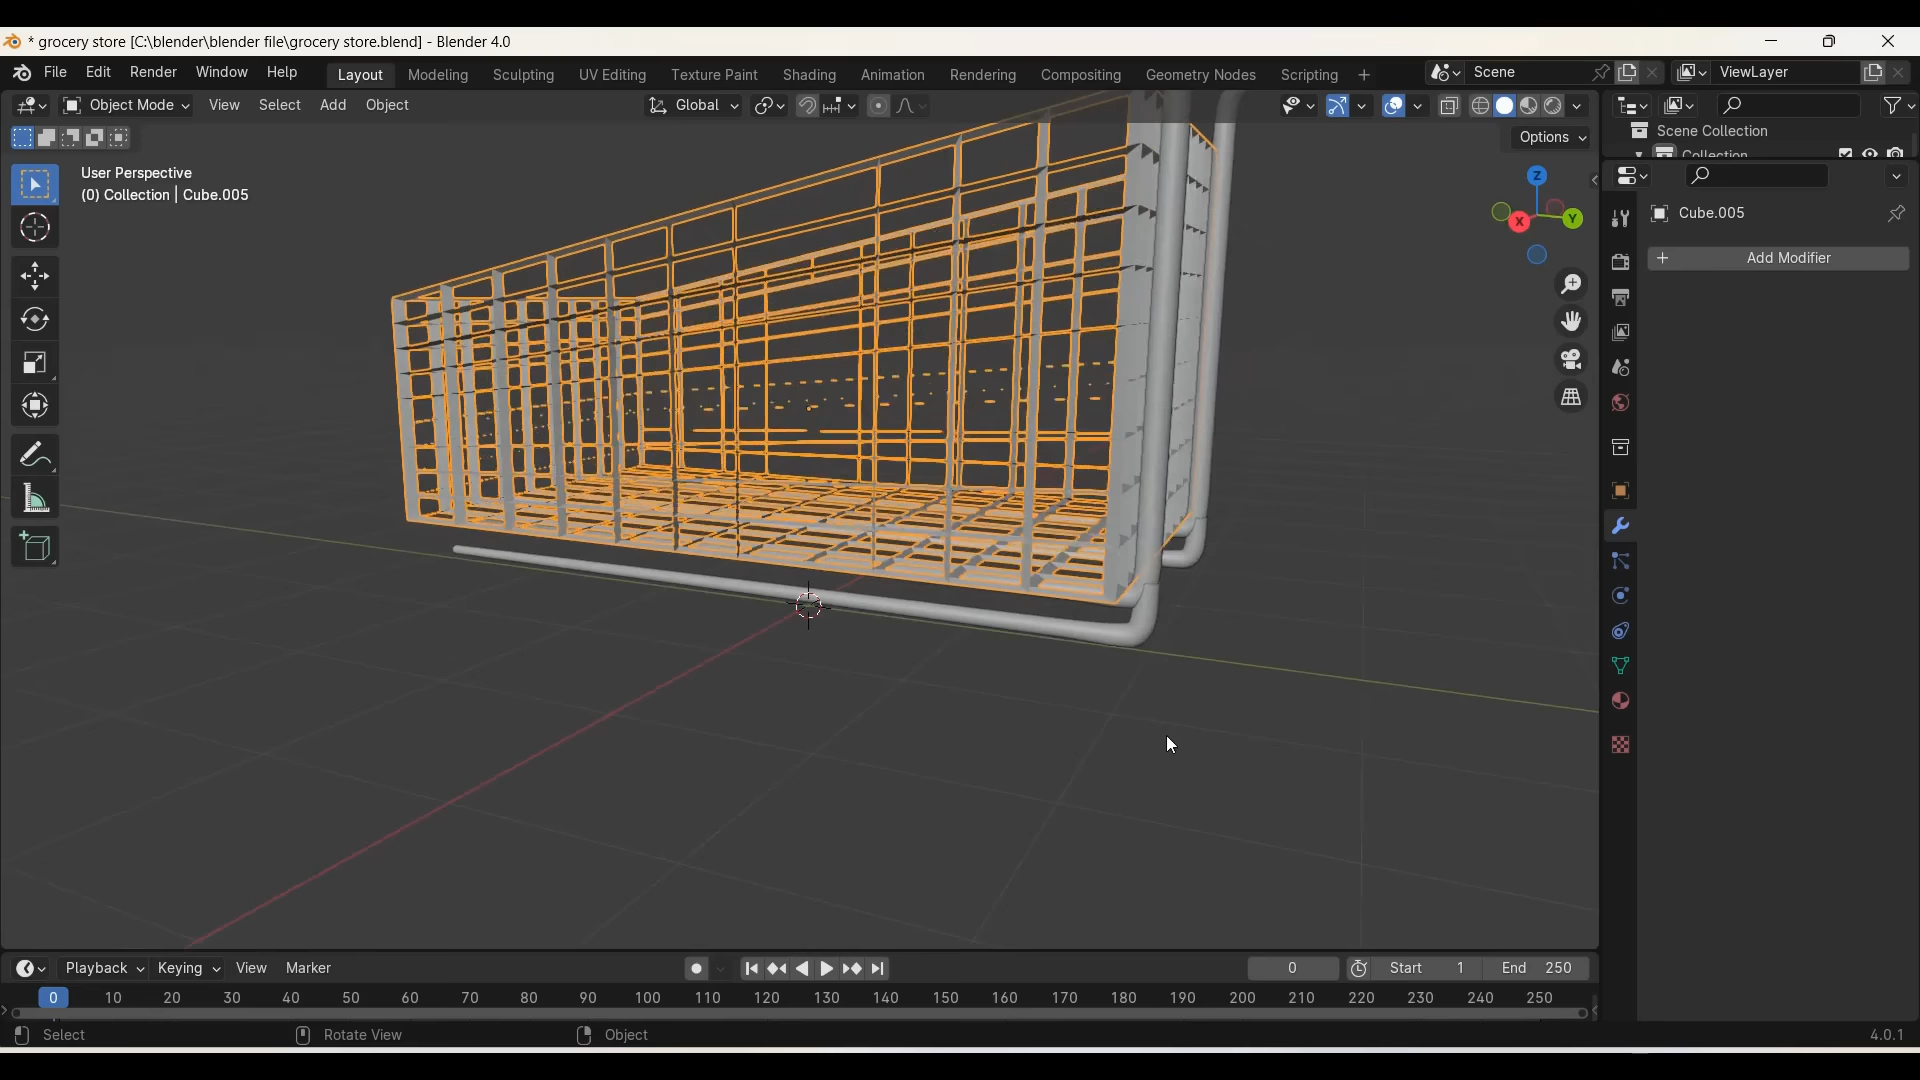 * grocery store [C:\blender\blender file\grocery store.blend] - Blender 4.0
File Edit Render Window Help Layout Modeling Sculpting UV Editing Texture Paint Shading Animation Rendering Compositing Geometry Nodes Scripting + Scene ViewLayer
Object Mode View Select Add Object Global
Options
Scene Collection
Collection
User Perspective
(0) Collection | Cube.005
Z
X
Y
Cube.005
+ Add Modifier
Playback Keying View Marker 0 Start 1 End 250
0 10 20 30 40 50 60 70 80 90 100 110 120 130 140 150 160 170 180 190 200 210 220 230 240 250
Select Rotate View Object 4.0.1